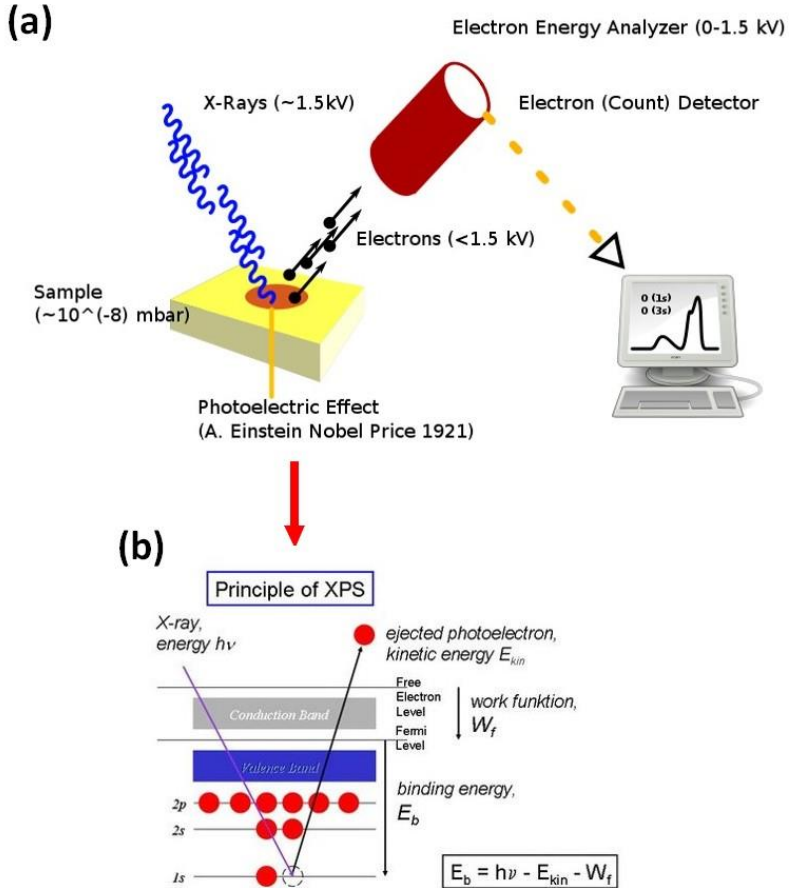 (a)
Electron Energy Analyzer (0-1.5 kV)
X-Rays (~1.5kV)
Electron (Count) Detector
Electrons (<1.5 kV)
Sample
(~10^(-8) mbar)
O (1s)
O (3s)
Photoelectric Effect
(A. Einstein Nobel Price 1921)
(b)
Principle of XPS
X-ray,
energy hν
ejected photoelectron,
kinetic energy Ekin
Free
Electron
Level
Conduction Band
work funktion,
Wf
Fermi
Level
Valence Band
binding energy,
Eb
2p
2s
1s
Eb = hν - Ekin - Wf